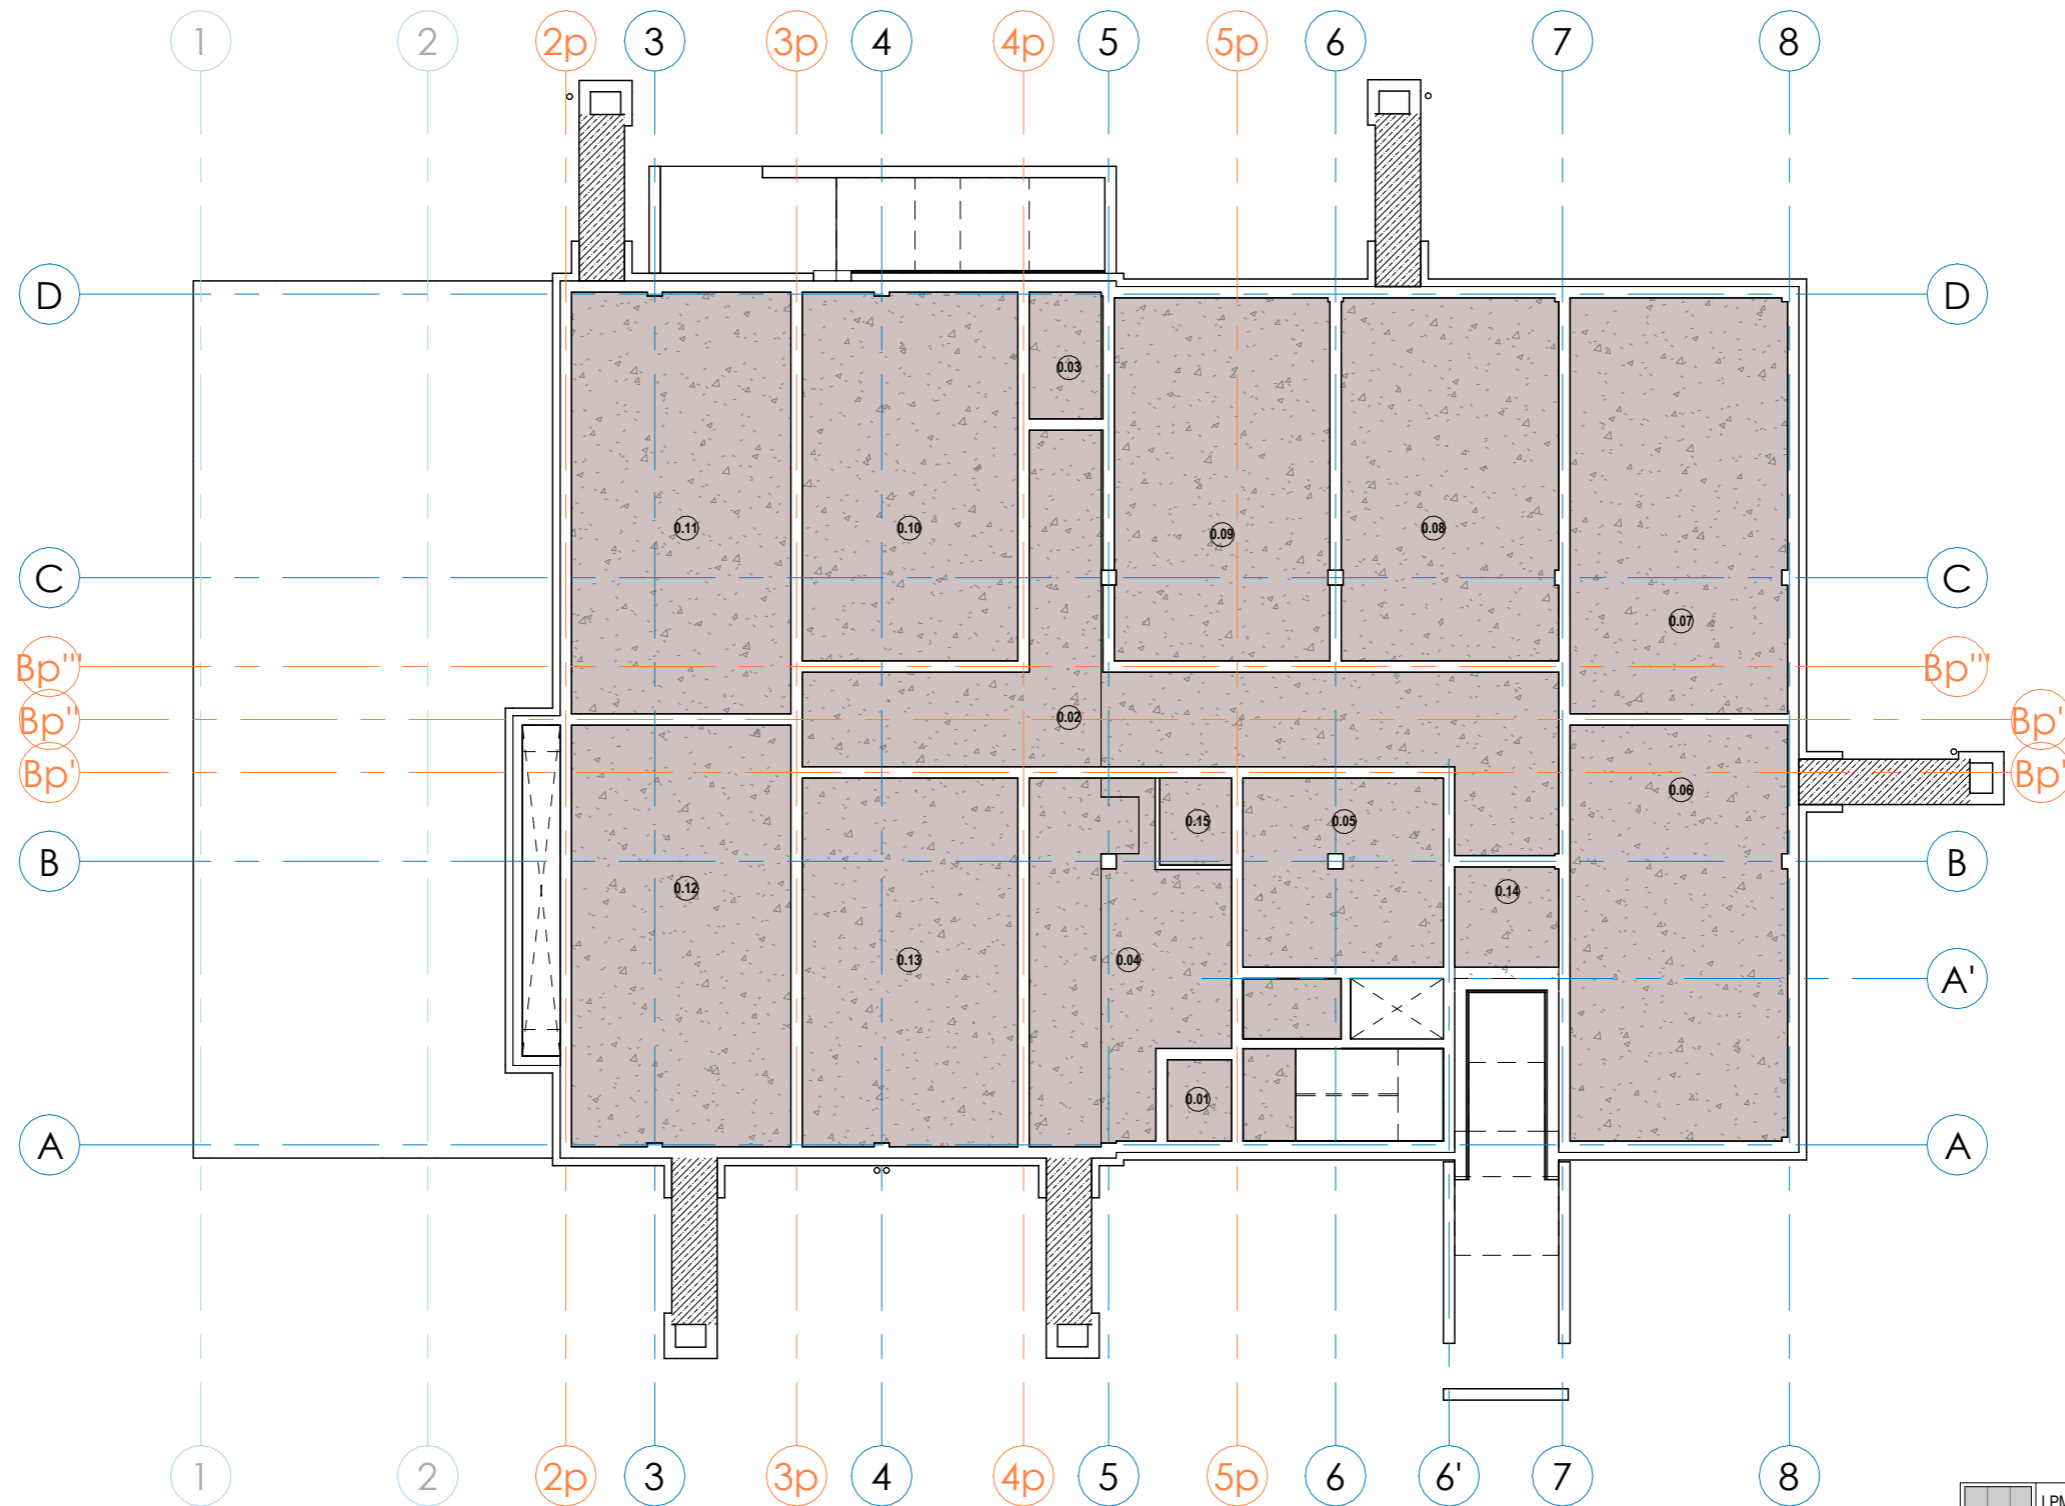 1 2 2p 3 3p 4 4p 5 5p 6 7 8
D D
0.03
0.11 0.10 0.09 0.08
C C
0.07
Bp''' Bp'''
Bp'' 0.02 Bp'
Bp' Bp'
0.06
0.15 0.05
B B
0.12 0.14
0.13 0.04 A'
0.01
A A
1 2 2p 3 3p 4 4p 5 5p 6 6' 7 8